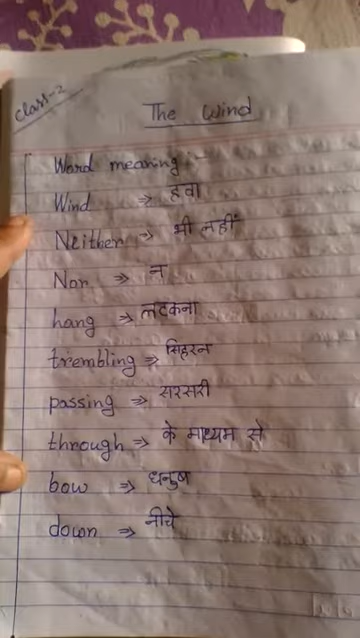 class-2
The Wind
Word meaning :-
Wind ⇒ हवा
Neither ⇒ भी नहीं
Nor ⇒ न
hang ⇒ लटकना
trembling ⇒ सिहरन
passing ⇒ सरसरी
through ⇒ के माध्यम से
bow ⇒ धनुष
down ⇒ नीचे